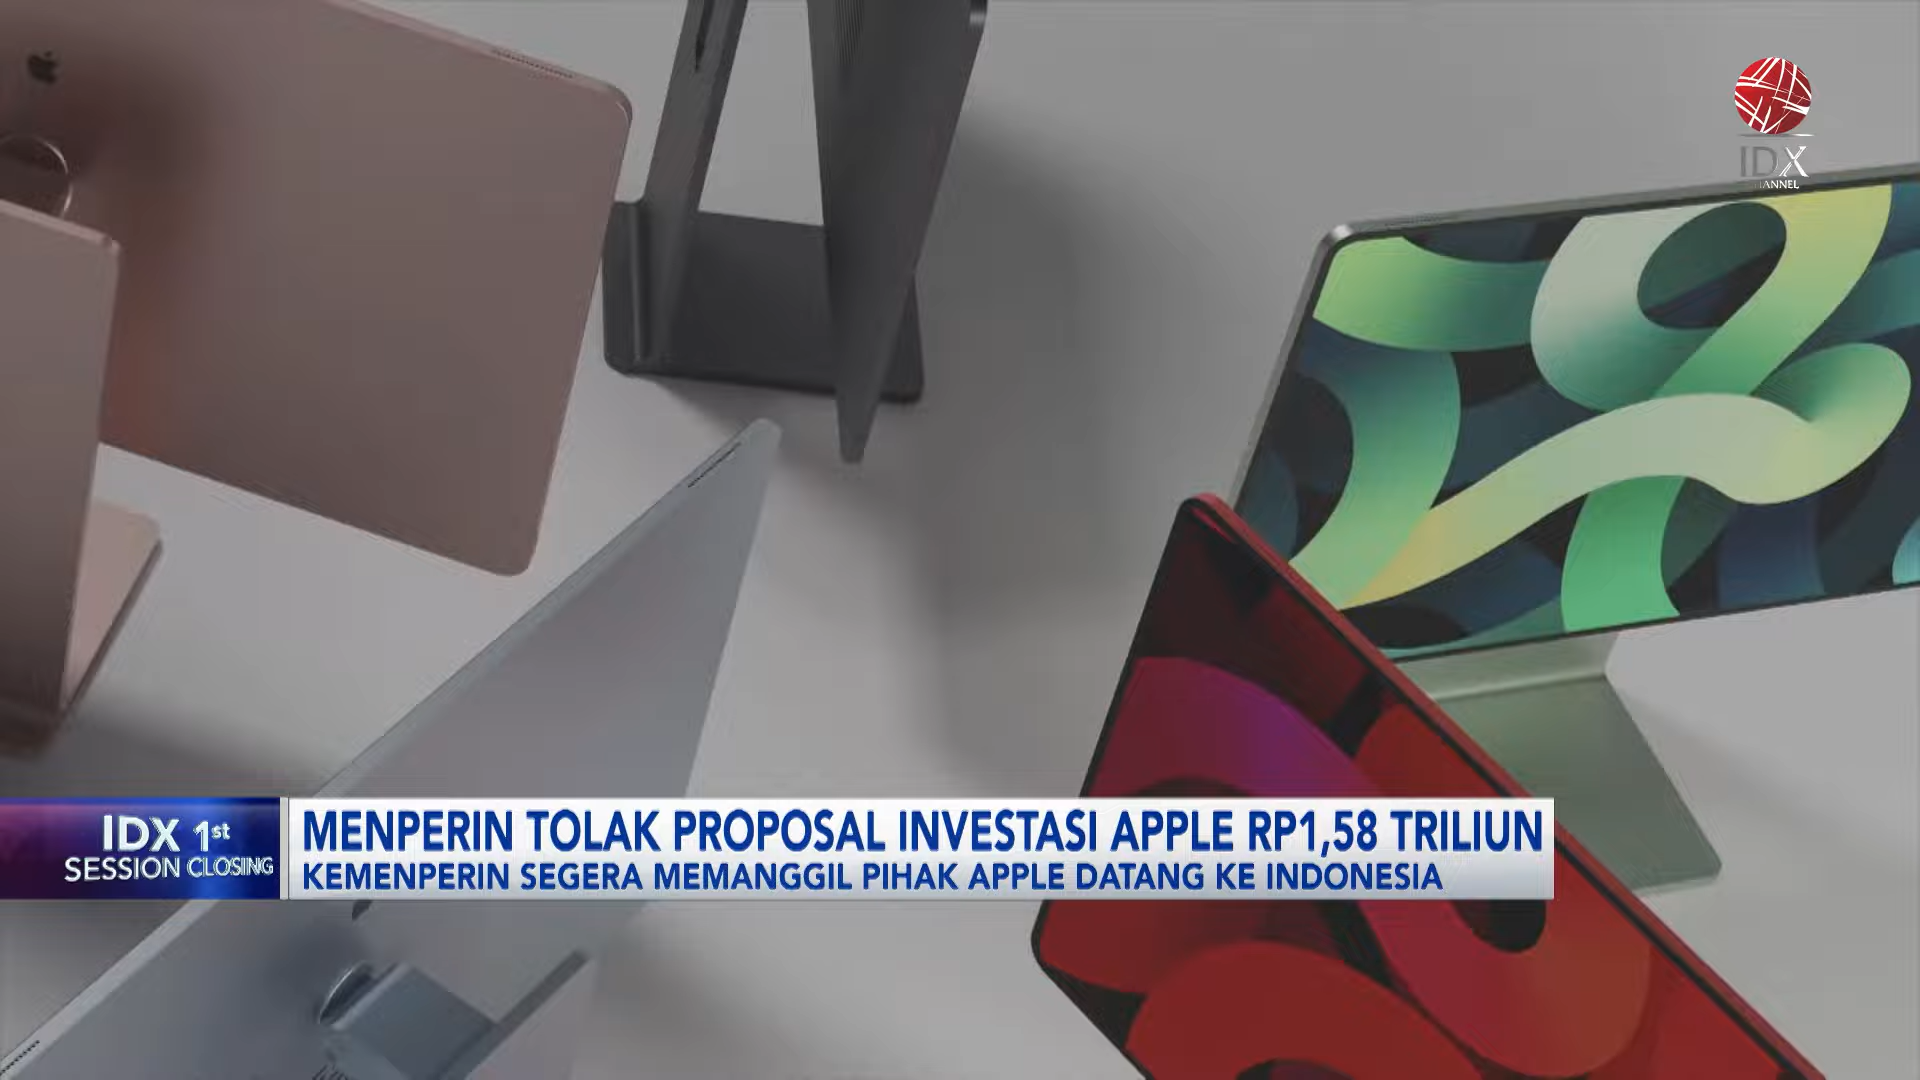 IDX
CHANNEL
IDX 1st
SESSION CLOSING
MENPERIN TOLAK PROPOSAL INVESTASI APPLE RP1,58 TRILIUN
KEMENPERIN SEGERA MEMANGGIL PIHAK APPLE DATANG KE INDONESIA